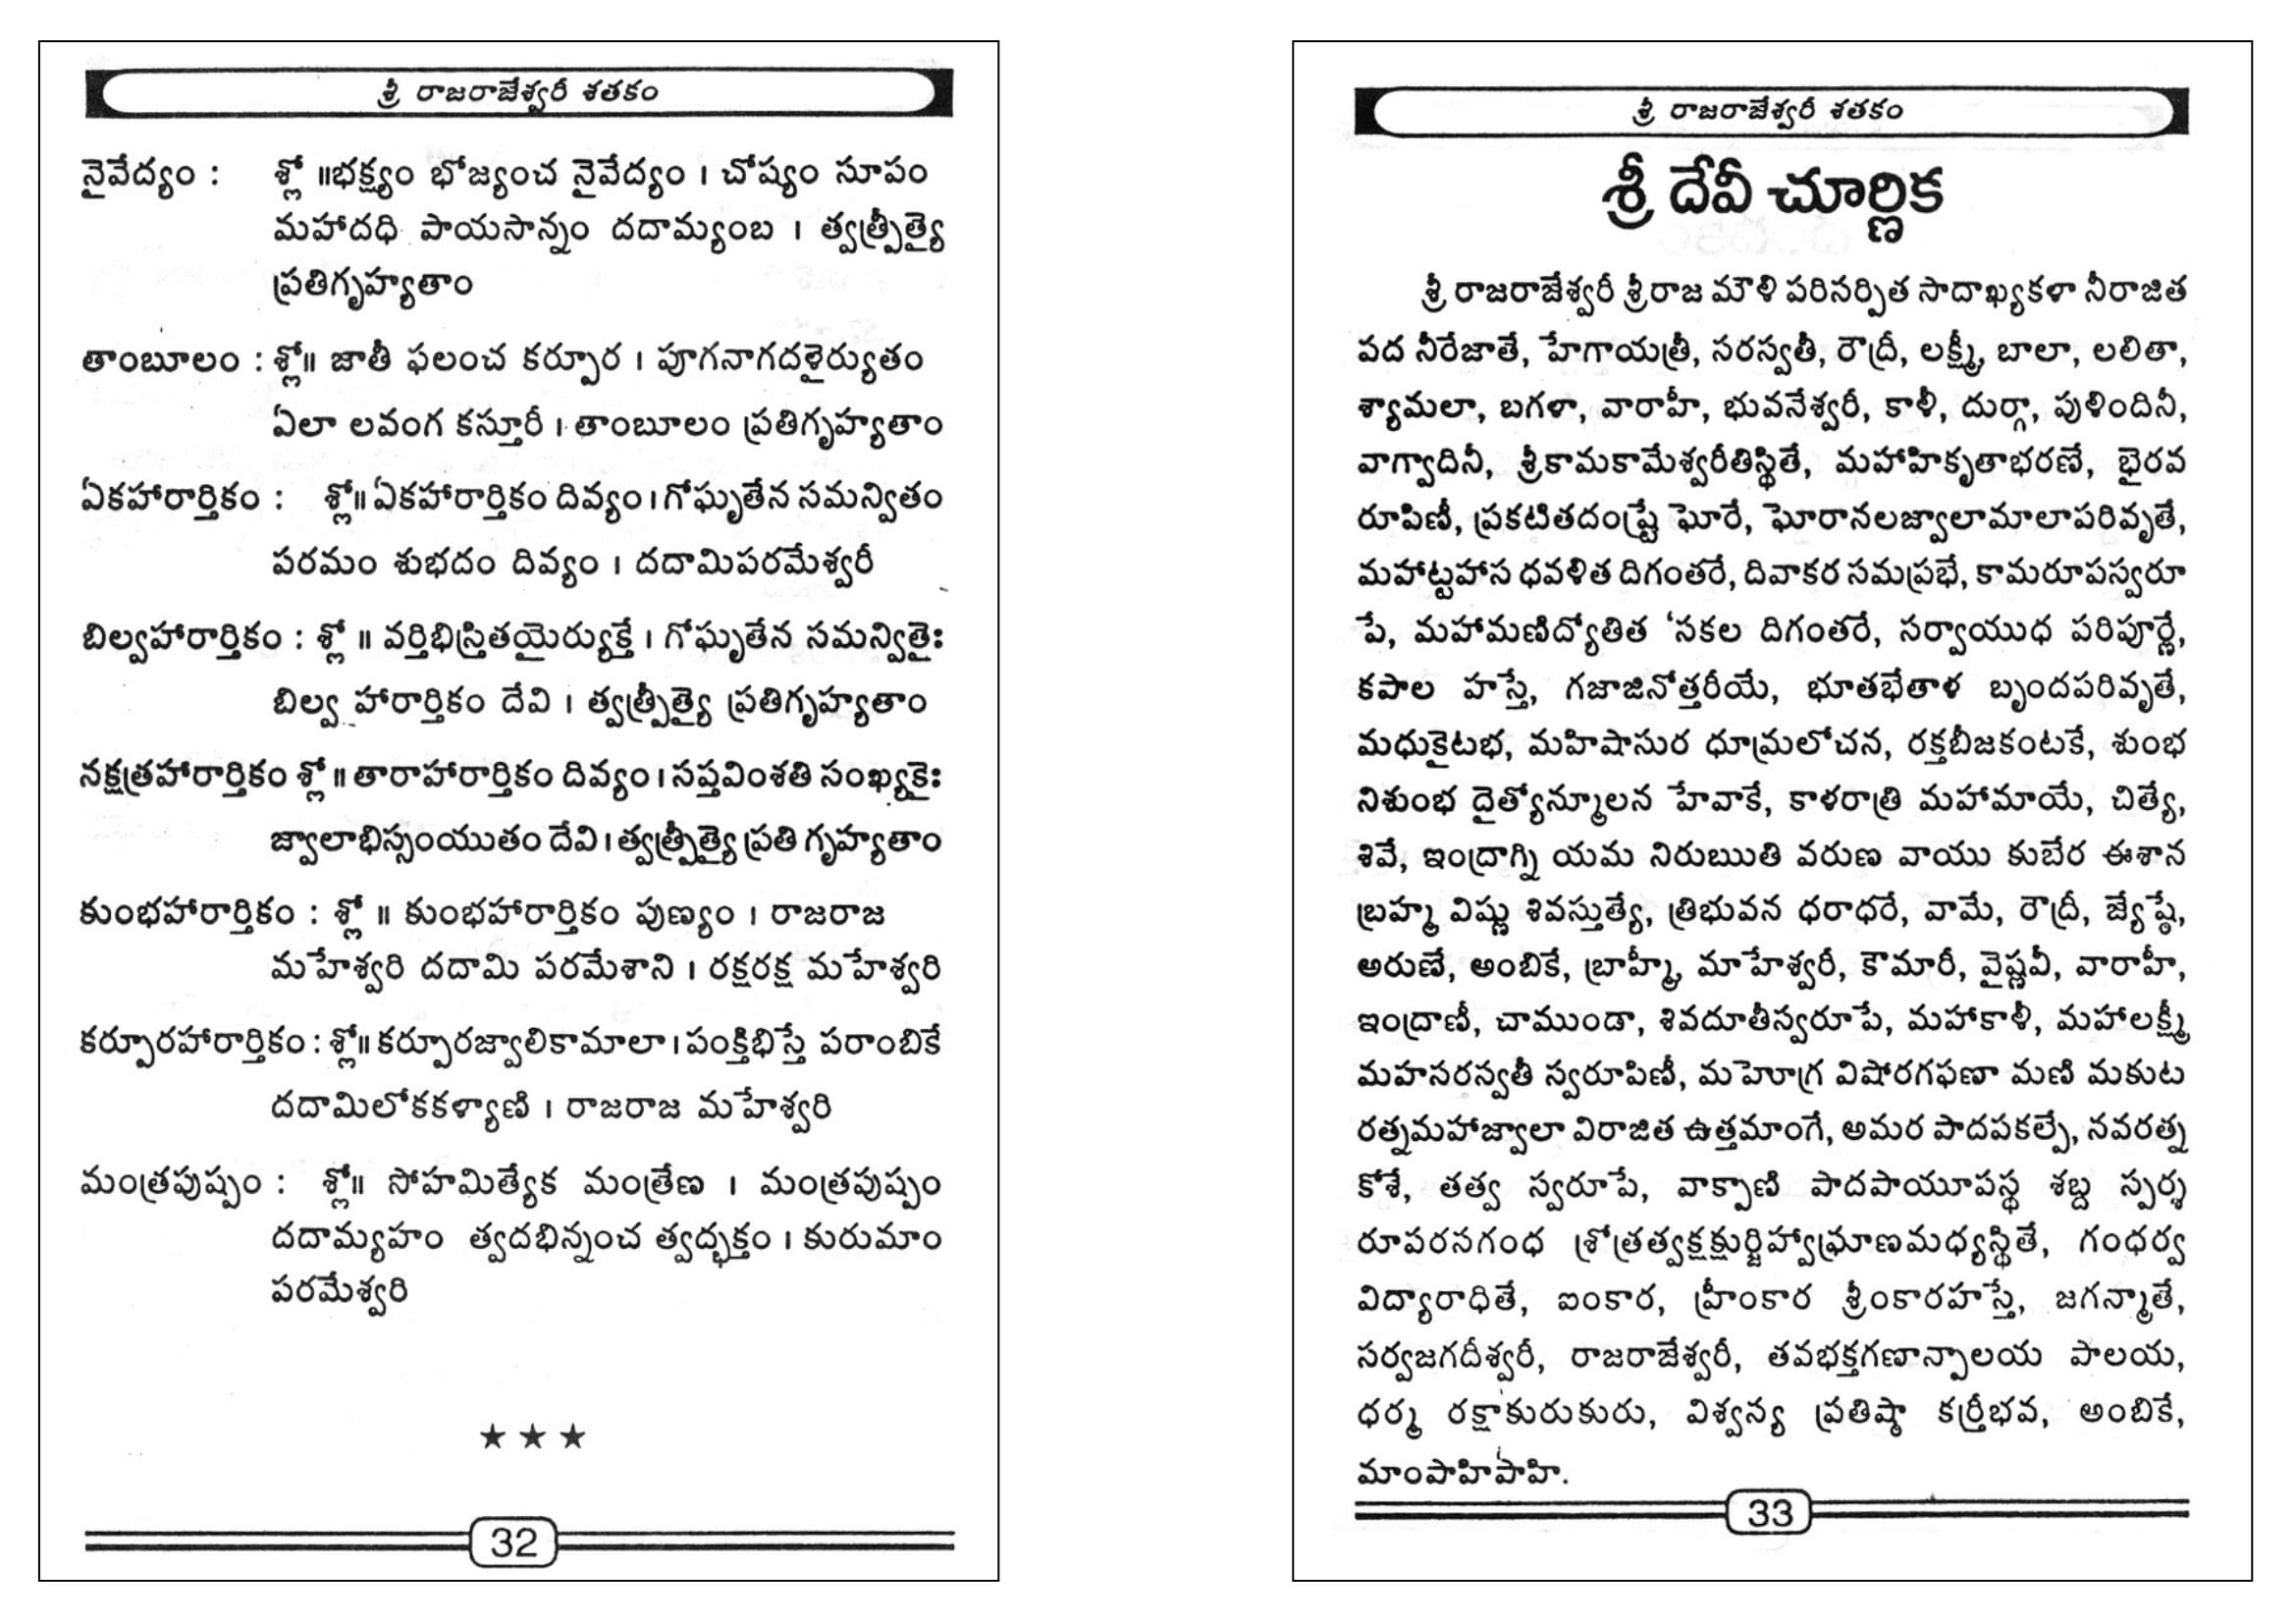 శ్రీ రాజరాజేశ్వరీ శతకం
నైవేద్యం : శ్లో ॥భక్ష్యం భోజ్యంచ నైవేద్యం । చోష్యం సూపం
మహాదధి పాయసాన్నం దదామ్యంబ । త్వత్ప్రీత్యై
ప్రతిగృహ్యతాం
తాంబూలం : శ్లో॥ జాతీ ఫలంచ కర్పూర । పూగనాగదళైర్యుతం
ఏలా లవంగ కస్తూరీ । తాంబూలం ప్రతిగృహ్యతాం
ఏకహారార్తికం : శ్లో॥ ఏకహారార్తికం దివ్యం । గోఘృతేన సమన్వితం
పరమం శుభదం దివ్యం । దదామిపరమేశ్వరీ
బిల్వహారార్తికం : శ్లో ॥ వర్తిభిస్త్రితయైర్యుక్తే । గోఘృతేన సమన్వితైః
బిల్వ హారార్తికం దేవి । త్వత్ప్రీత్యై ప్రతిగృహ్యతాం
నక్షత్రహారార్తికం శ్లో ॥ తారాహారార్తికం దివ్యం । సప్తవింశతి సంఖ్యకైః
జ్వాలాభిస్సంయుతం దేవి । త్వత్ప్రీత్యై ప్రతి గృహ్యతాం
కుంభహారార్తికం : శ్లో ॥ కుంభహారార్తికం పుణ్యం । రాజరాజ
మహేశ్వరి దదామి పరమేశాని । రక్షరక్ష మహేశ్వరి
కర్పూరహారార్తికం : శ్లో॥ కర్పూరజ్వాలికామాలా । పంక్తిభిస్తే పరాంబికే
దదామిలోకకళ్యాణి । రాజరాజ మహేశ్వరి
మంత్రపుష్పం : శ్లో॥ సోహమిత్యేక మంత్రేణ । మంత్రపుష్పం
దదామ్యహం త్వదభిన్నంచ త్వద్భక్తం । కురుమాం
పరమేశ్వరి
★ ★ ★
32
శ్రీ రాజరాజేశ్వరీ శతకం
శ్రీ దేవీ చూర్ణిక
శ్రీ రాజరాజేశ్వరీ శ్రీరాజ మౌళి పరిసర్పిత సాదాఖ్యకళా నీరాజిత
పద నీరేజాతే, హేగాయత్రీ, సరస్వతీ, రౌద్రీ, లక్ష్మీ, బాలా, లలితా,
శ్యామలా, బగళా, వారాహీ, భువనేశ్వరీ, కాళీ, దుర్గా, పుళిందినీ,
వాగ్వాదినీ, శ్రీకామకామేశ్వరీతిస్థితే, మహాహికృతాభరణే, భైరవ
రూపిణీ, ప్రకటితదంష్ట్రే ఘోరే, ఘోరానలజ్వాలామాలాపరివృతే,
మహాట్టహాస ధవళిత దిగంతరే, దివాకర సమప్రభే, కామరూపస్వరూ
పే, మహామణిద్యోతిత ‘సకల దిగంతరే, సర్వాయుధ పరిపూర్ణే,
కపాల హస్తే, గజాజినోత్తరీయే, భూతభేతాళ బృందపరివృతే,
మధుకైటభ, మహిషాసుర ధూమ్రలోచన, రక్తబీజకంటకే, శుంభ
నిశుంభ దైత్యోన్మూలన హేవాకే, కాళరాత్రి మహామాయే, చిత్యే,
శివే, ఇంద్రాగ్ని యమ నిరుఋతి వరుణ వాయు కుబేర ఈశాన
బ్రహ్మ విష్ణు శివస్తుత్యే, త్రిభువన ధరాధరే, వామే, రౌద్రీ, జ్యేష్ఠే,
అరుణే, అంబికే, బ్రాహ్మీ, మాహేశ్వరీ, కౌమారీ, వైష్ణవీ, వారాహీ,
ఇంద్రాణీ, చాముండా, శివదూతీస్వరూపే, మహాకాళీ, మహాలక్ష్మీ
మహసరస్వతీ స్వరూపిణీ, మహెూగ్ర విషోరగఫణా మణి మకుట
రత్నమహాజ్వాలా విరాజిత ఉత్తమాంగే, అమర పాదపకల్పే, నవరత్న
కోశే, తత్వ స్వరూపే, వాక్పాణి పాదపాయూపస్థ శబ్ద స్పర్శ
రూపరసగంధ శ్రోత్రత్వక్షక్షుర్జిహ్వాఘ్రాణమధ్యస్థితే, గంధర్వ
విద్యారాధితే, ఐంకార, హ్రీంకార శ్రీంకారహస్తే, జగన్మాతే,
సర్వజగదీశ్వరీ, రాజరాజేశ్వరీ, తవభక్తగణాన్పాలయ పాలయ,
ధర్మ రక్షాకురుకురు, విశ్వస్య ప్రతిష్ఠా కర్త్రీభవ, అంబికే,
మాంపాహిపాహి.
33